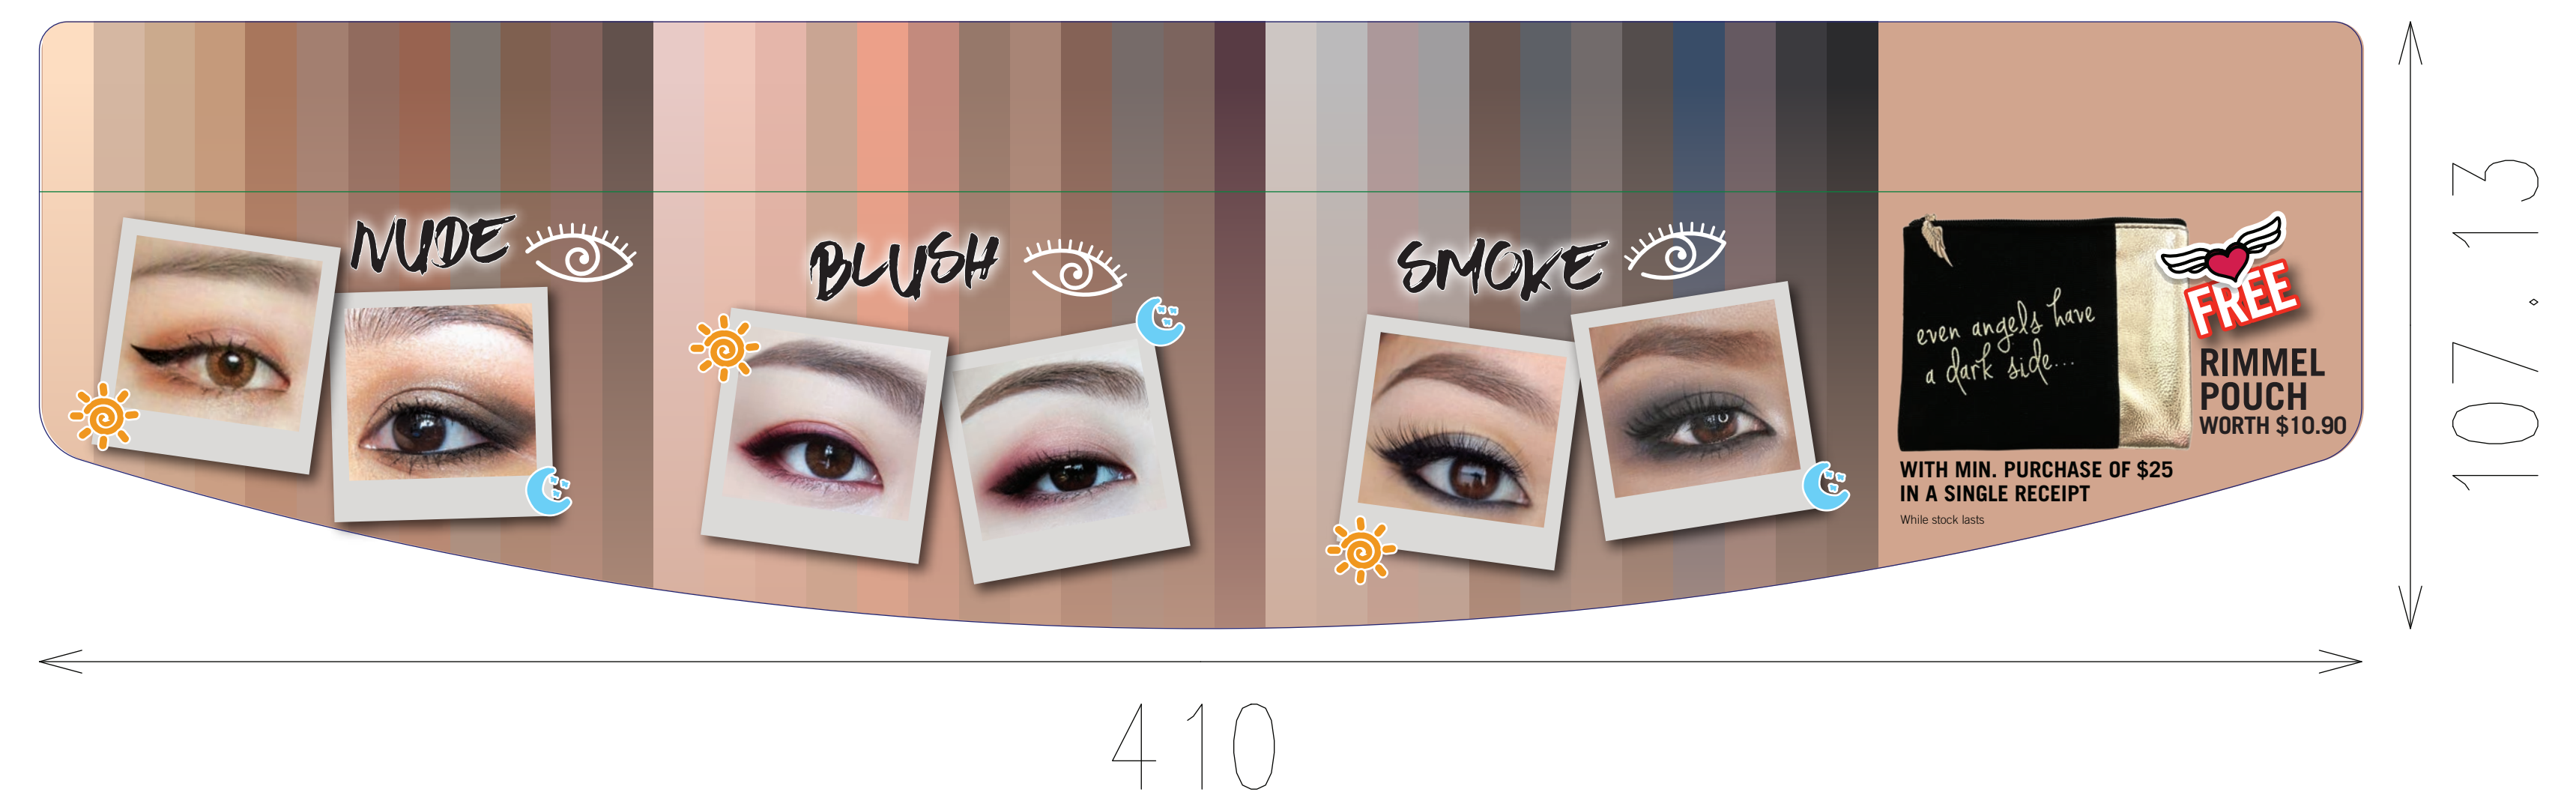 NUDE
BLUSH
SMOKE
even angels have
a dark side...
FREE
RIMMEL
POUCH
WORTH $10.90
WITH MIN. PURCHASE OF $25
IN A SINGLE RECEIPT
While stock lasts
107.13
410